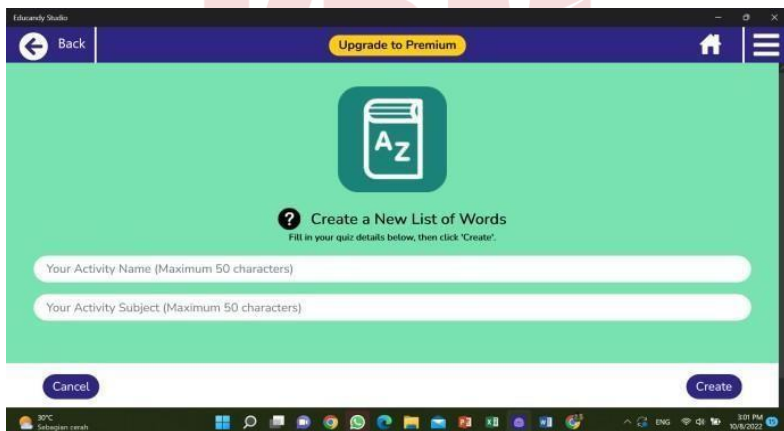 Educandy Studio
Back
Upgrade to Premium
AZ
Create a New List of Words
Fill in your quiz details below, then click 'Create'.
Your Activity Name (Maximum 50 characters)
Your Activity Subject (Maximum 50 characters)
Cancel
Create
30°C
Sebagian cerah
ENG
3:01 PM
10/8/2022